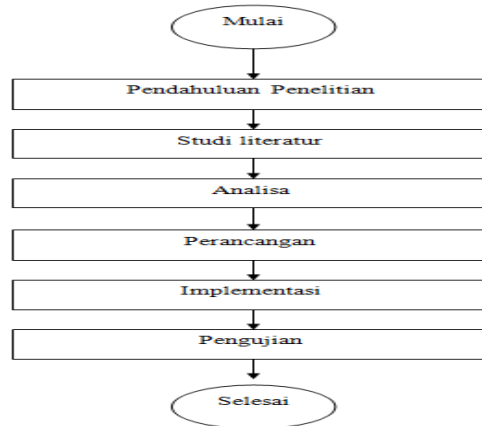 Mulai
Pendahuluan Penelitian
Studi literatur
Analisa
Perancangan
Implementasi
Pengujian
Selesai